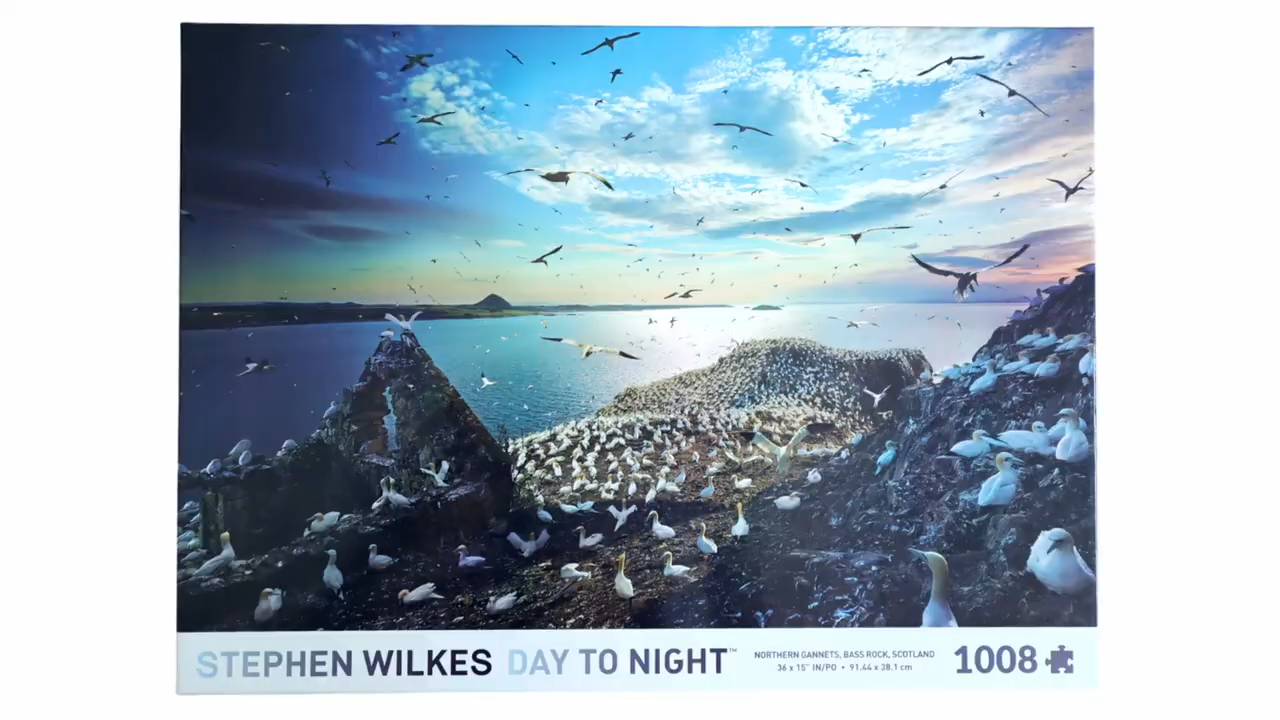 STEPHEN WILKES DAY TO NIGHT™
NORTHERN GANNETS, BASS ROCK, SCOTLAND
36 x 15" IN/PO • 91.44 x 38.1 cm
1008